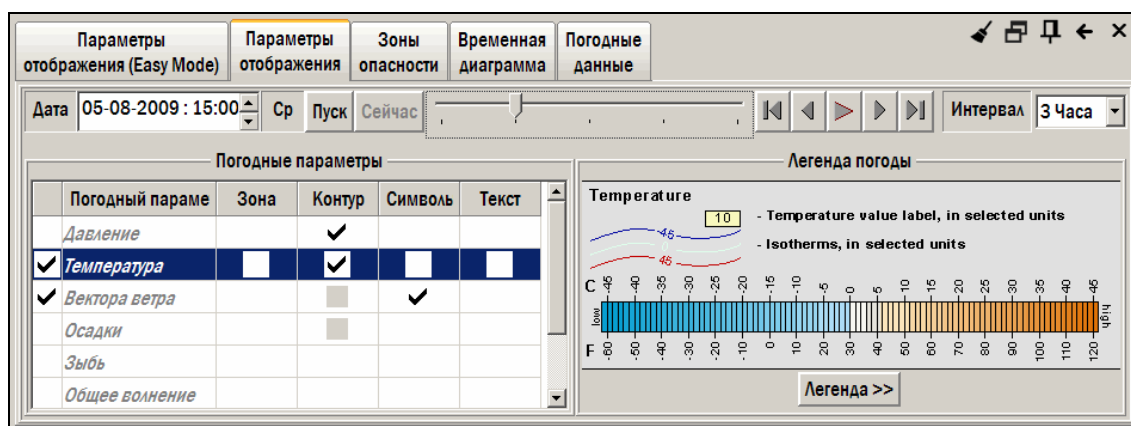 Параметры отображения (Easy Mode)
Параметры отображения
Зоны опасности
Временная диаграмма
Погодные данные
Дата 05-08-2009 : 15:00 Ср Пуск Сейчас Интервал 3 Часа
Погодные параметры
Погодный параме Зона Контур Символь Текст
Давление
Температура
Вектора ветра
Осадки
Зыбь
Общее волнение
Легенда погоды
Temperature
10 - Temperature value label, in selected units
-45
0 - Isotherms, in selected units
45
C -45 -40 -35 -30 -25 -20 -15 -10 -5 0 5 10 15 20 25 30 35 40 45
low high
F -60 -50 -40 -30 -20 -10 0 10 20 30 40 50 60 70 80 90 100 110 120
Легенда >>